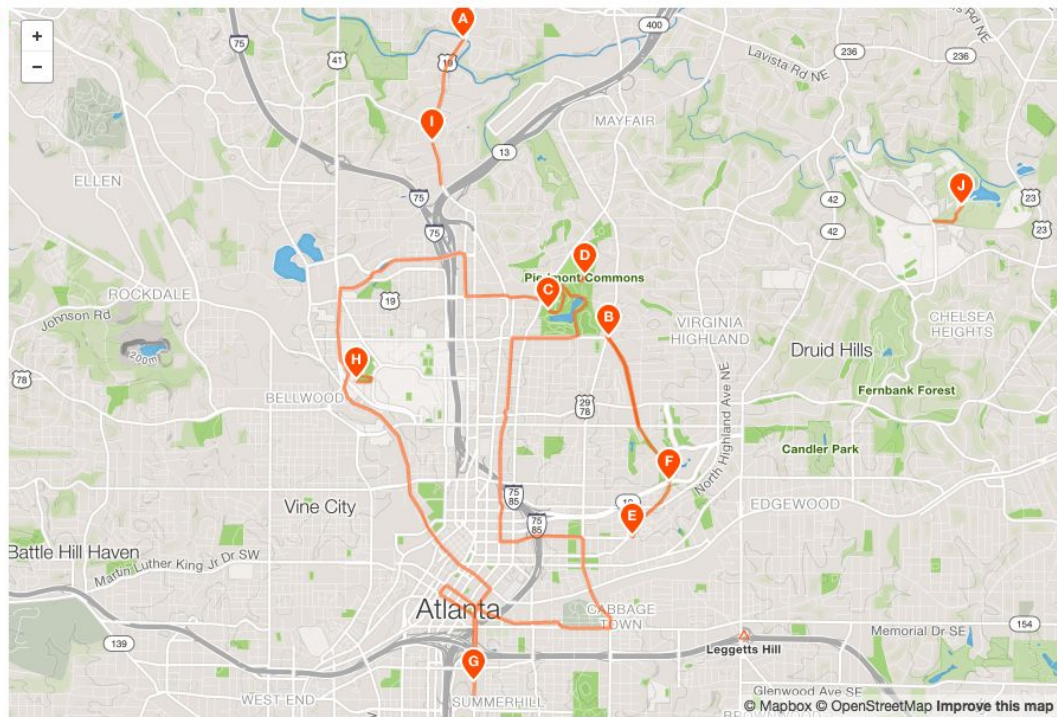 +
A
400
75
41
19
236
Lavista Rd NE
236
−
I
MAYFAIR
13
ELLEN
J
75
42
23
42
23
75
D
Piedmont Commons
C
ROCKDALE
19
B
CHELSEA
HEIGHTS
Johnson Rd
VIRGINIA
HIGHLAND
200m
H
Druid Hills
78
BELLWOOD
Fernbank Forest
29
78
North Highland Ave NE
Candler Park
F
75
85
10
EDGEWOOD
Vine City
E
75
85
Battle Hill Haven
Martin Luther King Jr Dr SW
Atlanta
CABBAGE
TOWN
154
139
Memorial Dr SE
Leggetts Hill
G
WEST END
SUMMERHILL
Glenwood Ave SE
© Mapbox © OpenStreetMap Improve this map